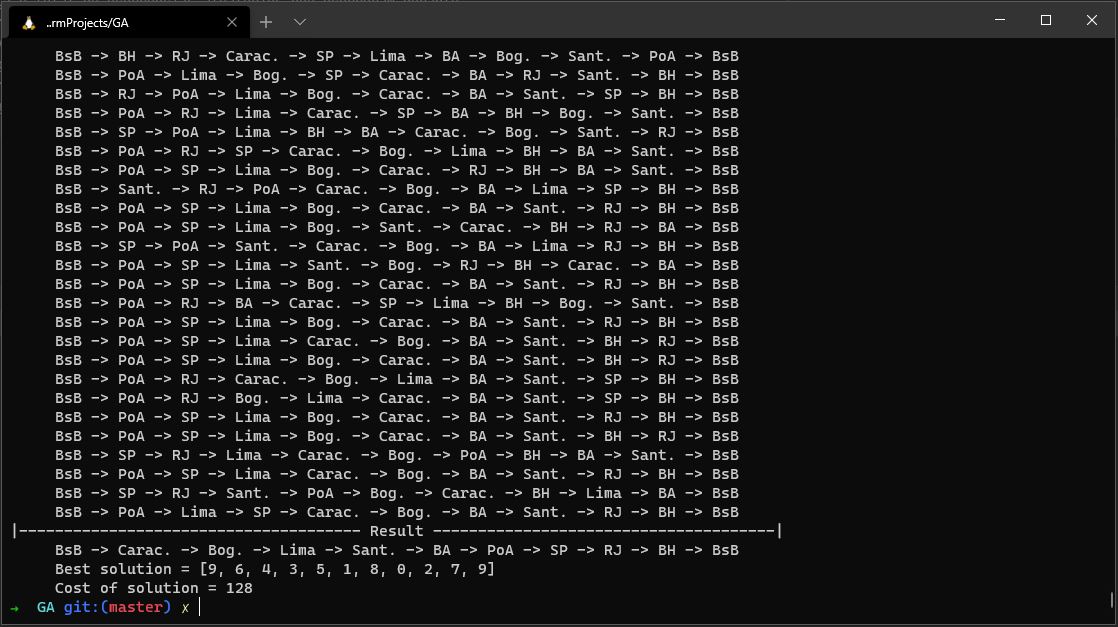 ..rmProjects/GA
BsB -> BH -> RJ -> Carac. -> SP -> Lima -> BA -> Bog. -> Sant. -> PoA -> BsB
BsB -> PoA -> Lima -> Bog. -> SP -> Carac. -> BA -> RJ -> Sant. -> BH -> BsB
BsB -> RJ -> PoA -> Lima -> Bog. -> Carac. -> BA -> Sant. -> SP -> BH -> BsB
BsB -> PoA -> RJ -> Lima -> Carac. -> SP -> BA -> BH -> Bog. -> Sant. -> BsB
BsB -> SP -> PoA -> Lima -> BH -> BA -> Carac. -> Bog. -> Sant. -> RJ -> BsB
BsB -> PoA -> RJ -> SP -> Carac. -> Bog. -> Lima -> BH -> BA -> Sant. -> BsB
BsB -> PoA -> SP -> Lima -> Bog. -> Carac. -> RJ -> BH -> BA -> Sant. -> BsB
BsB -> Sant. -> RJ -> PoA -> Carac. -> Bog. -> BA -> Lima -> SP -> BH -> BsB
BsB -> PoA -> SP -> Lima -> Bog. -> Carac. -> BA -> Sant. -> RJ -> BH -> BsB
BsB -> PoA -> SP -> Lima -> Bog. -> Sant. -> Carac. -> BH -> RJ -> BA -> BsB
BsB -> SP -> PoA -> Sant. -> Carac. -> Bog. -> BA -> Lima -> RJ -> BH -> BsB
BsB -> PoA -> SP -> Lima -> Sant. -> Bog. -> RJ -> BH -> Carac. -> BA -> BsB
BsB -> PoA -> SP -> Lima -> Bog. -> Carac. -> BA -> Sant. -> RJ -> BH -> BsB
BsB -> PoA -> RJ -> BA -> Carac. -> SP -> Lima -> BH -> Bog. -> Sant. -> BsB
BsB -> PoA -> SP -> Lima -> Bog. -> Carac. -> BA -> Sant. -> RJ -> BH -> BsB
BsB -> PoA -> SP -> Lima -> Carac. -> Bog. -> BA -> Sant. -> BH -> RJ -> BsB
BsB -> PoA -> SP -> Lima -> Bog. -> Carac. -> BA -> Sant. -> BH -> RJ -> BsB
BsB -> PoA -> RJ -> Carac. -> Bog. -> Lima -> BA -> Sant. -> SP -> BH -> BsB
BsB -> PoA -> RJ -> Bog. -> Lima -> Carac. -> BA -> Sant. -> SP -> BH -> BsB
BsB -> PoA -> SP -> Lima -> Bog. -> Carac. -> BA -> Sant. -> RJ -> BH -> BsB
BsB -> PoA -> SP -> Lima -> Bog. -> Carac. -> BA -> Sant. -> BH -> RJ -> BsB
BsB -> SP -> RJ -> Lima -> Carac. -> Bog. -> PoA -> BH -> BA -> Sant. -> BsB
BsB -> PoA -> SP -> Lima -> Carac. -> Bog. -> BA -> Sant. -> RJ -> BH -> BsB
BsB -> SP -> RJ -> Sant. -> PoA -> Bog. -> Carac. -> BH -> Lima -> BA -> BsB
BsB -> PoA -> Lima -> SP -> Carac. -> Bog. -> BA -> Sant. -> RJ -> BH -> BsB
|-------------------------------------- Result --------------------------------------|
BsB -> Carac. -> Bog. -> Lima -> Sant. -> BA -> PoA -> SP -> RJ -> BH -> BsB
Best solution = [9, 6, 4, 3, 5, 1, 8, 0, 2, 7, 9]
Cost of solution = 128
→ GA git:(master) ✗